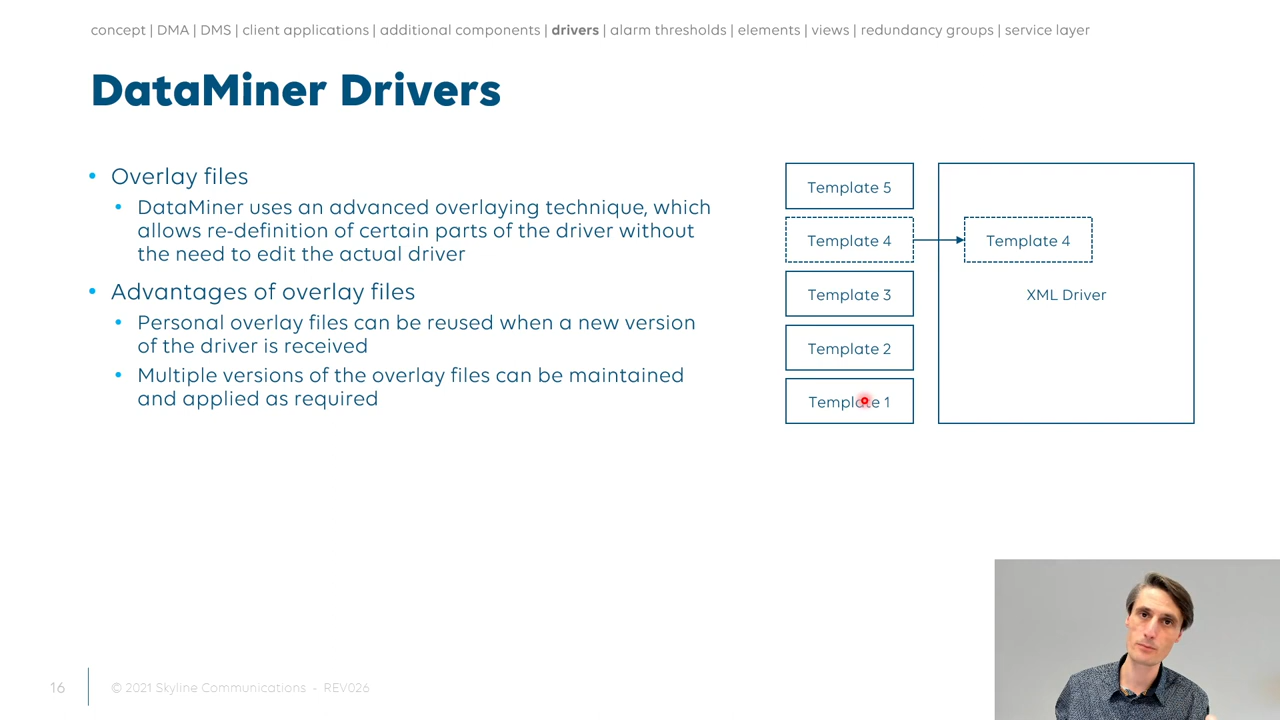 concept | DMA | DMS | client applications | additional components | drivers | alarm thresholds | elements | views | redundancy groups | service layer
DataMiner Drivers
• Overlay files
• DataMiner uses an advanced overlaying technique, which
allows re-definition of certain parts of the driver without
the need to edit the actual driver
• Advantages of overlay files
• Personal overlay files can be reused when a new version
of the driver is received
• Multiple versions of the overlay files can be maintained
and applied as required
Template 5
Template 4
Template 3
Template 2
Template 1
Template 4
XML Driver
16
© 2021 Skyline Communications - REV026